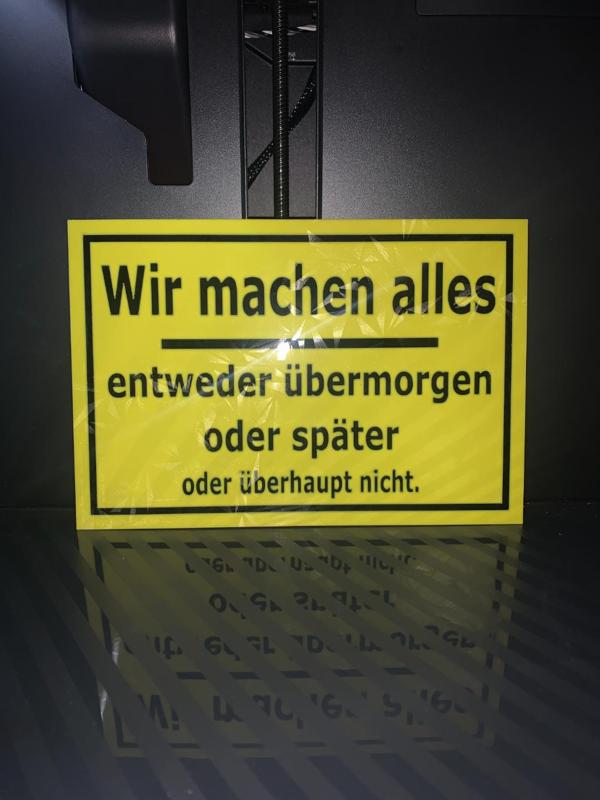 Wir machen alles
entweder übermorgen
oder später
oder überhaupt nicht.